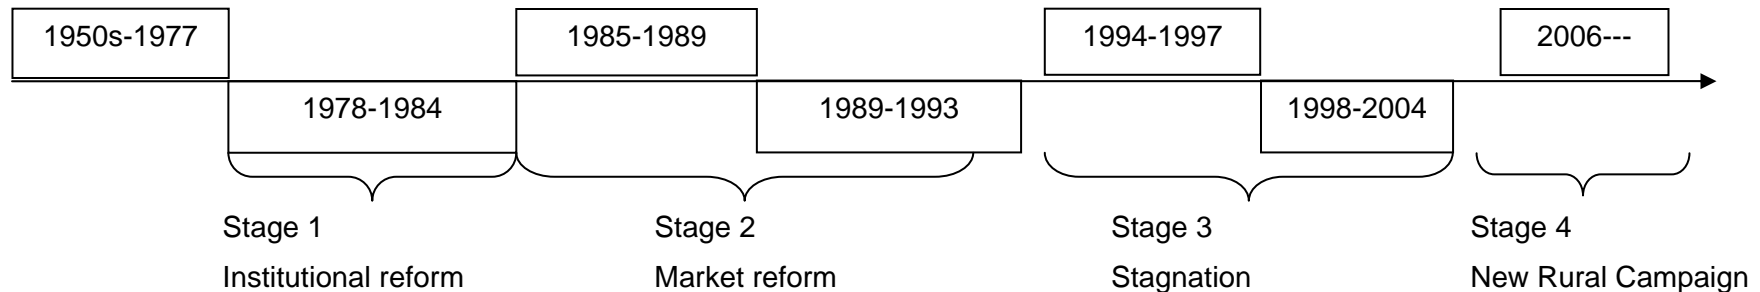 1950s-1977
1985-1989
1994-1997
2006---
1978-1984
1989-1993
1998-2004
Stage 1
Institutional reform
Stage 2
Market reform
Stage 3
Stagnation
Stage 4
New Rural Campaign